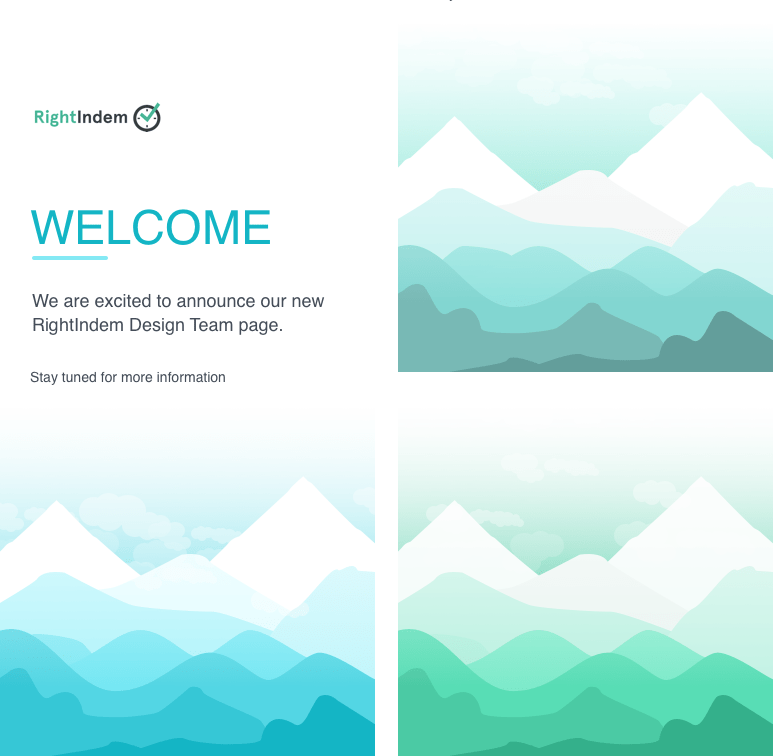 RightIndem
WELCOME
We are excited to announce our new
RightIndem Design Team page.
Stay tuned for more information